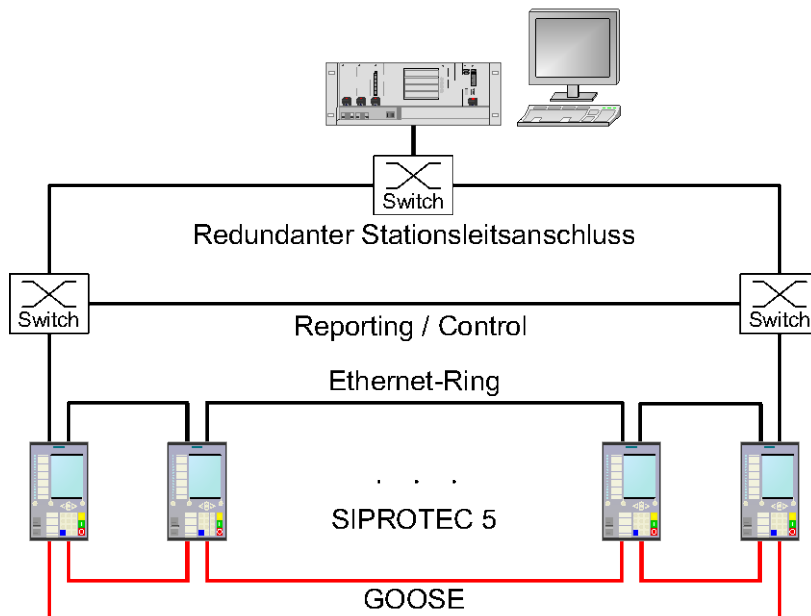 Switch
Redundanter Stationsleitsanschluss
Switch
Switch
Reporting / Control
Ethernet-Ring
. . .
SIPROTEC 5
GOOSE